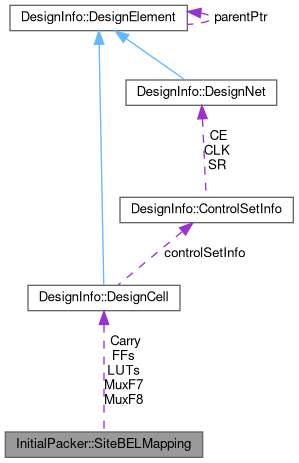 DesignInfo::DesignElement
parentPtr
DesignInfo::DesignNet
CE
CLK
SR
DesignInfo::ControlSetInfo
controlSetInfo
DesignInfo::DesignCell
Carry
FFs
LUTs
MuxF7
MuxF8
InitialPacker::SiteBELMapping